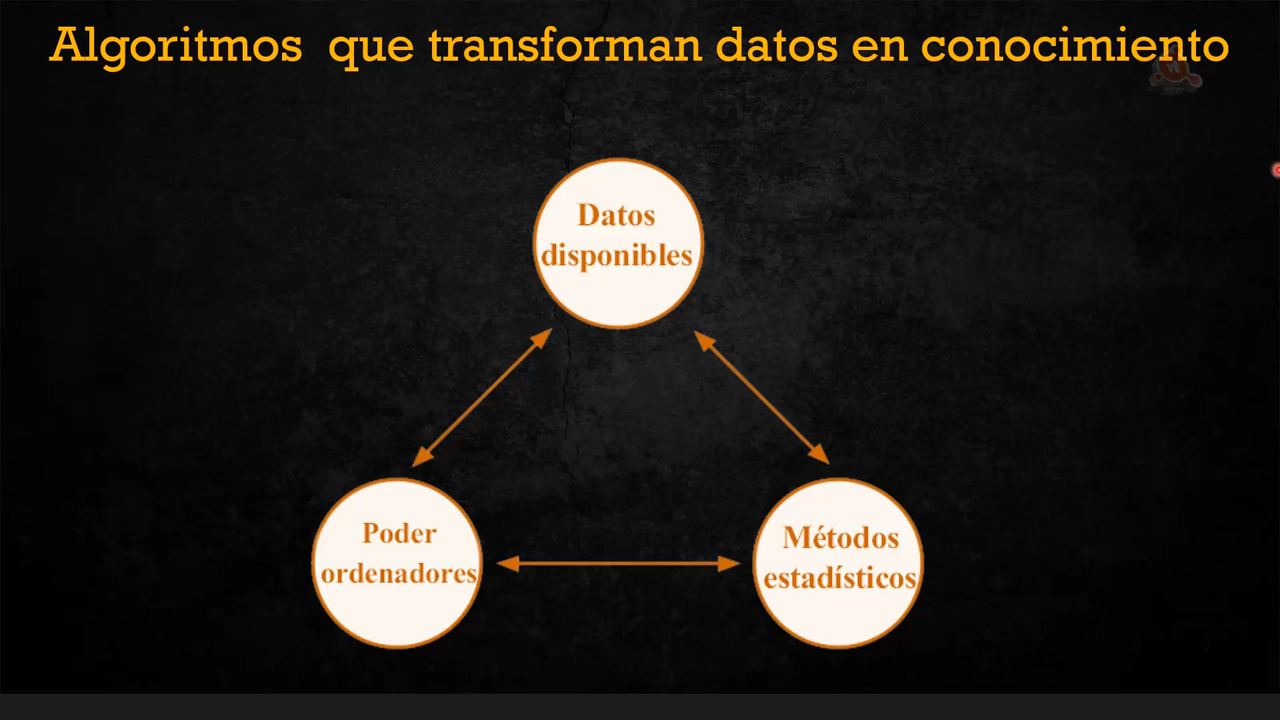 Algoritmos que transforman datos en conocimiento
Datos
disponibles
Poder
ordenadores
Métodos
estadísticos